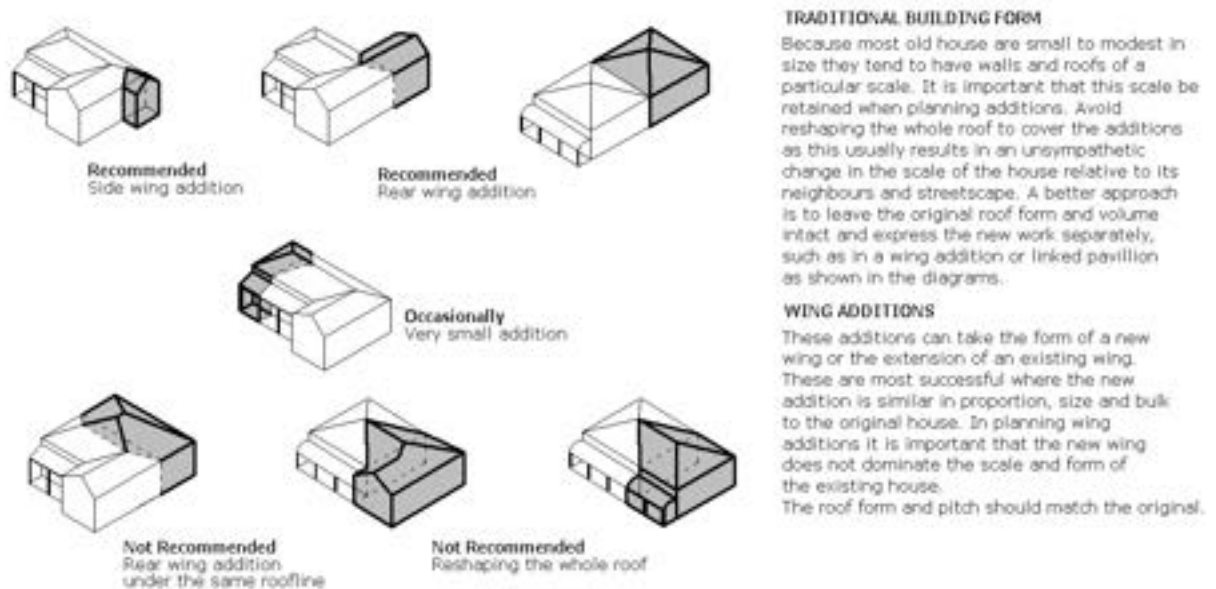 Recommended
Side wing addition
Recommended
Rear wing addition
Occasionally
Very small addition
Not Recommended
Rear wing addition
under the same roofline
Not Recommended
Reshaping the whole roof
TRADITIONAL BUILDING FORM
Because most old house are small to modest in
size they tend to have walls and roofs of a
particular scale. It is important that this scale be
retained when planning additions. Avoid
reshaping the whole roof to cover the additions
as this usually results in an unsympathetic
change in the scale of the house relative to its
neighbours and streetscape. A better approach
is to leave the original roof form and volume
intact and express the new work separately,
such as in a wing addition or linked pavillion
as shown in the diagrams.
WING ADDITIONS
These additions can take the form of a new
wing or the extension of an existing wing.
These are most successful where the new
addition is similar in proportion, size and bulk
to the original house. In planning wing
additions it is important that the new wing
does not dominate the scale and form of
the existing house.
The roof form and pitch should match the original.